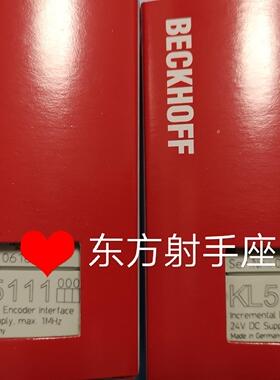 BECKHOFF
东方射手座
5111
Encoder Interface
pply, max. 1MHz
KL5
Incremental
24V DC Suppl
Made in German